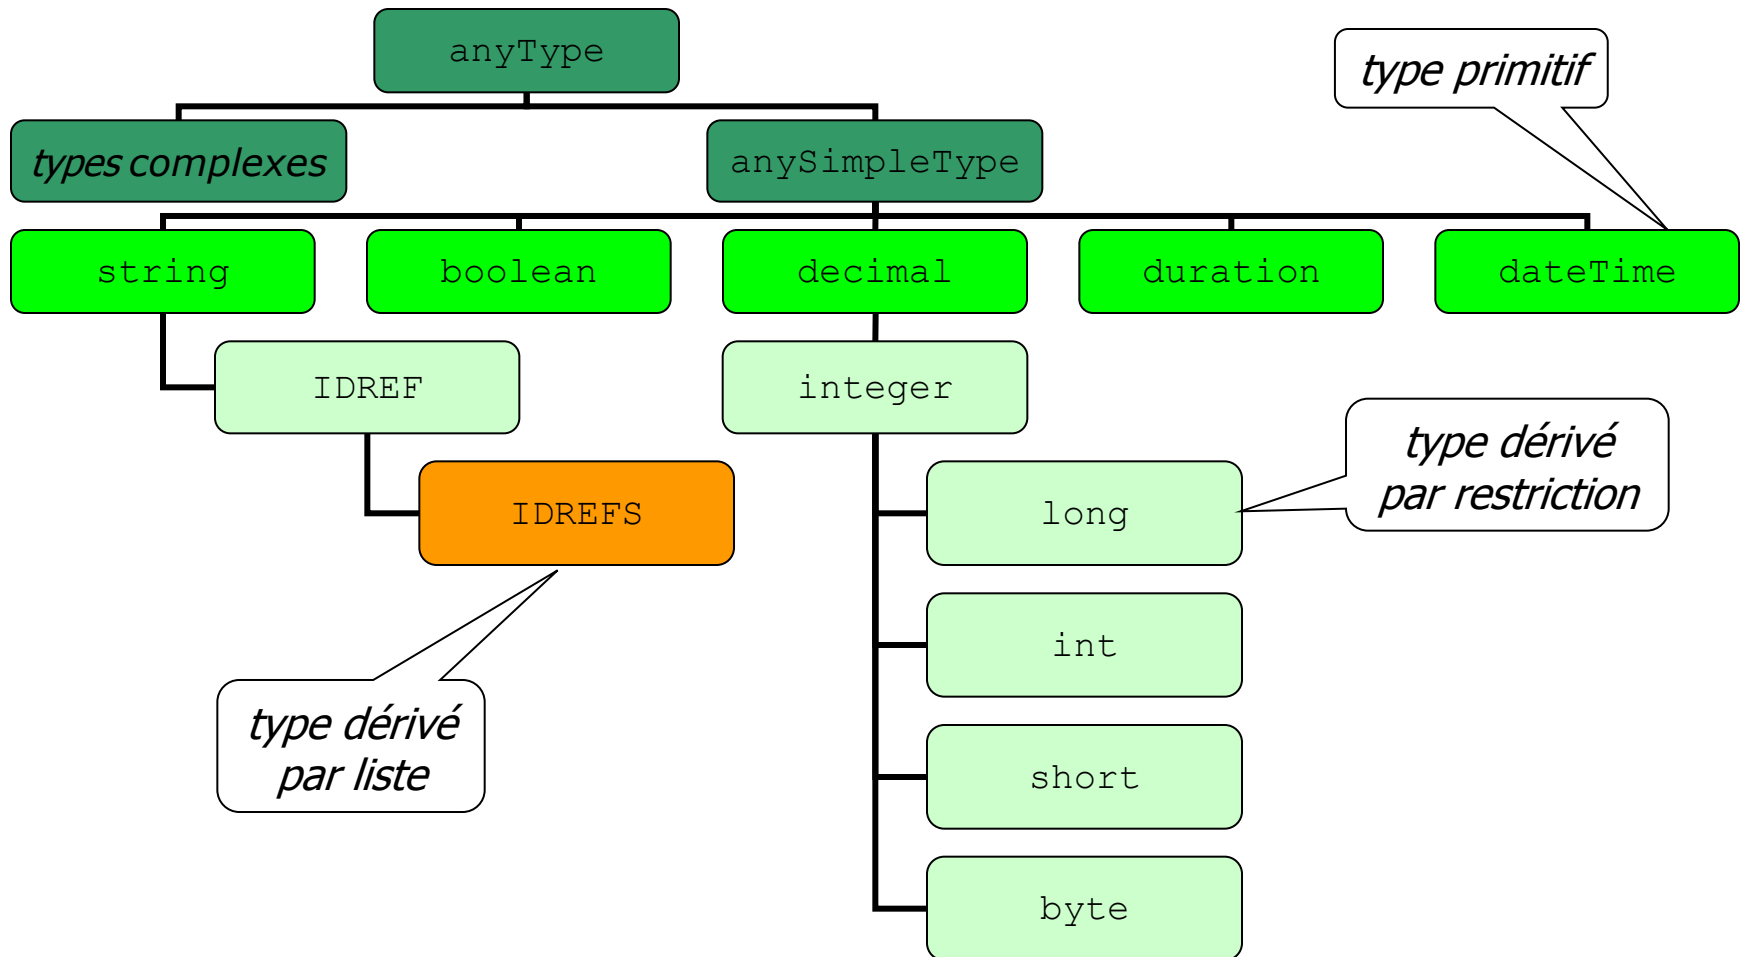 anyType
type primitif
types complexes
anySimpleType
string
boolean
decimal
duration
dateTime
IDREF
integer
type dérivé
par restriction
IDREFS
long
int
type dérivé
par liste
short
byte